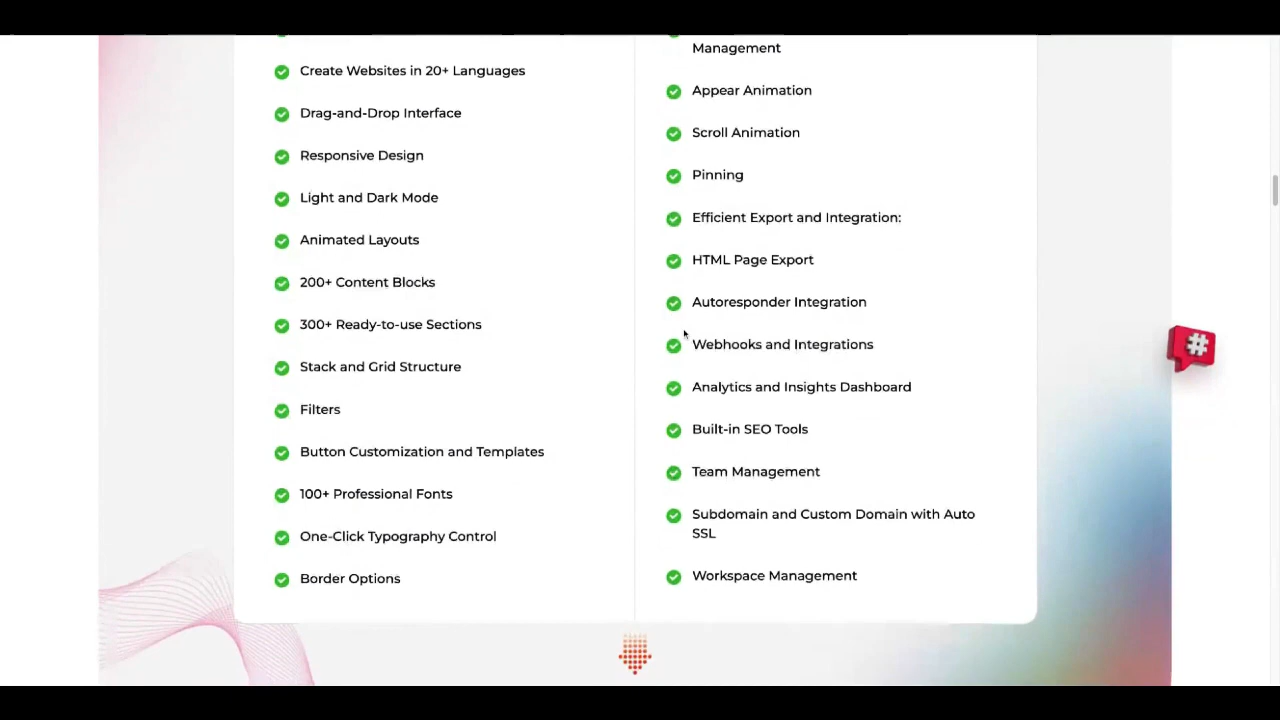 Create Websites in 20+ Languages
Drag-and-Drop Interface
Responsive Design
Light and Dark Mode
Animated Layouts
200+ Content Blocks
300+ Ready-to-use Sections
Stack and Grid Structure
Filters
Button Customization and Templates
100+ Professional Fonts
One-Click Typography Control
Border Options
Management
Appear Animation
Scroll Animation
Pinning
Efficient Export and Integration:
HTML Page Export
Autoresponder Integration
Webhooks and Integrations
Analytics and Insights Dashboard
Built-in SEO Tools
Team Management
Subdomain and Custom Domain with Auto
SSL
Workspace Management
#